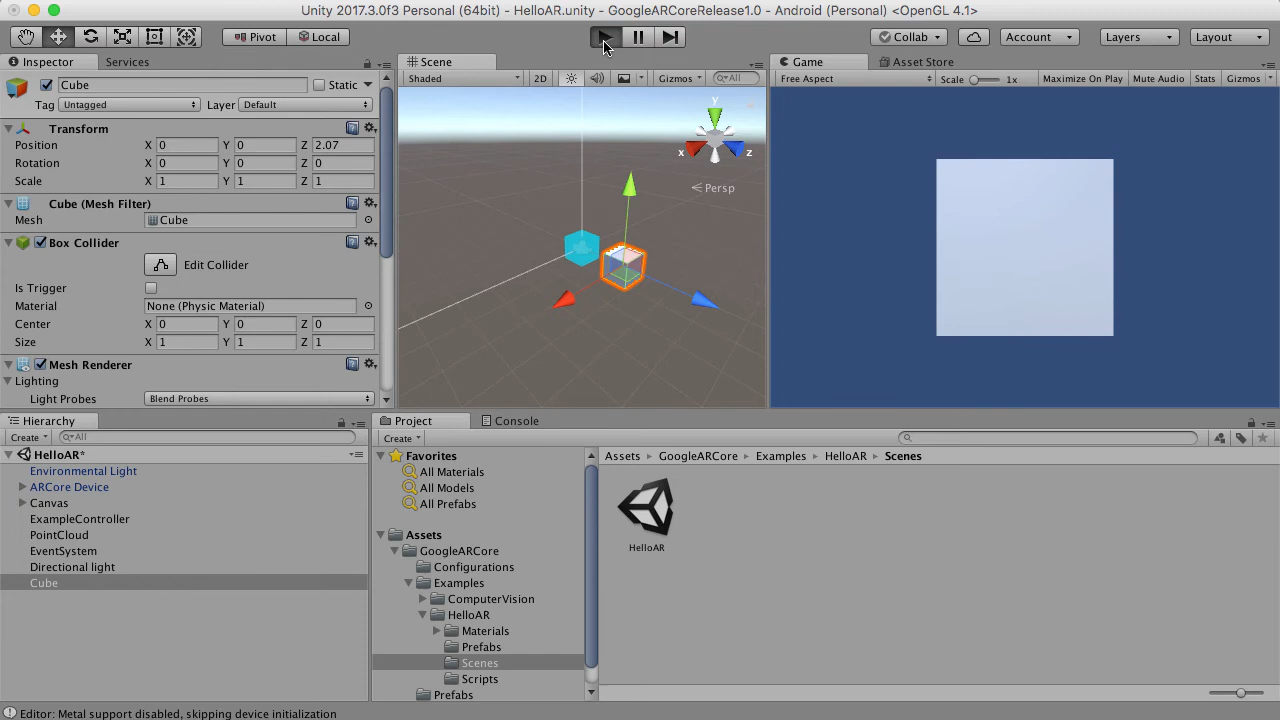 Unity 2017.3.0f3 Personal (64bit) - HelloAR.unity - GoogleARCoreRelease1.0 - Android (Personal) <OpenGL 4.1>
Pivot Local Collab Account Layers Layout
Inspector Services
Cube Static
Tag Untagged Layer Default
Transform
Position X 0 Y 0 Z 2.07
Rotation X 0 Y 0 Z 0
Scale X 1 Y 1 Z 1
Cube (Mesh Filter)
Mesh Cube
Box Collider
Edit Collider
Is Trigger
Material None (Physic Material)
Center X 0 Y 0 Z 0
Size X 1 Y 1 Z 1
Mesh Renderer
Lighting
Light Probes Blend Probes
Scene
Shaded 2D Gizmos All
y
x z
Persp
Game Asset Store
Free Aspect Scale 1x Maximize On Play Mute Audio Stats Gizmos
Hierarchy
Create All
HelloAR*
Environmental Light
ARCore Device
Canvas
ExampleController
PointCloud
EventSystem
Directional light
Cube
Project Console
Create
Favorites
All Materials
All Models
All Prefabs
Assets
GoogleARCore
Configurations
Examples
ComputerVision
HelloAR
Materials
Prefabs
Scenes
Scripts
Prefabs
Assets GoogleARCore Examples HelloAR Scenes
HelloAR
Editor: Metal support disabled, skipping device initialization